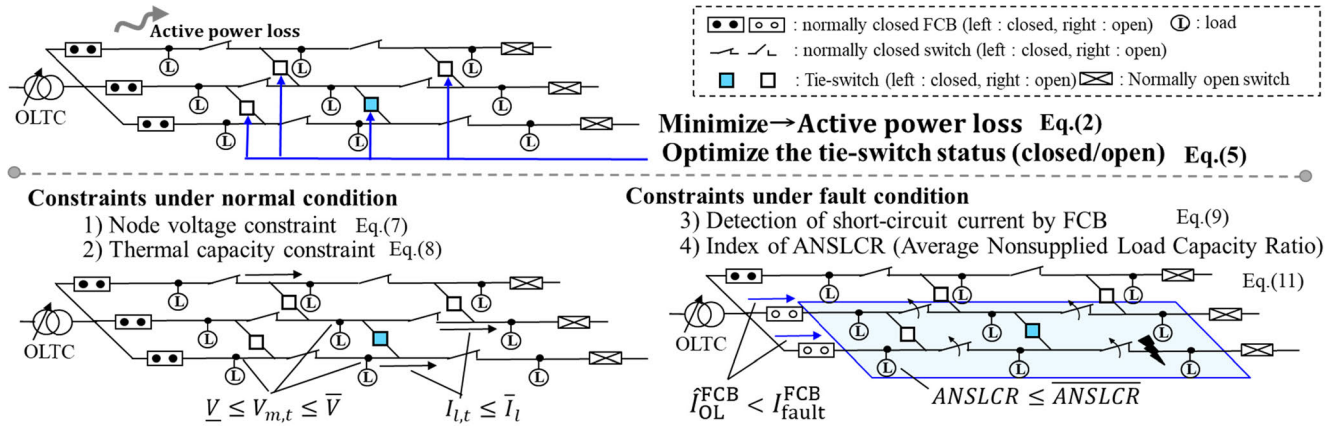 Active power loss
L L L
OLTC
L L L
L L L
: normally closed FCB (left : closed, right : open) L : load
: normally closed switch (left : closed, right : open)
: Tie-switch (left : closed, right : open) : Normally open switch
Minimize→Active power loss Eq.(2)
Optimize the tie-switch status (closed/open) Eq.(5)
Constraints under normal condition
1) Node voltage constraint Eq.(7)
2) Thermal capacity constraint Eq.(8)
L L L
OLTC
L L L
L L L
V ≤ V_{m,t} ≤ V̅
I_{l,t} ≤ I̅_l
Constraints under fault condition
3) Detection of short-circuit current by FCB Eq.(9)
4) Index of ANSLCR (Average Nonsupplied Load Capacity Ratio)
Eq.(11)
L L L
OLTC
L L L
L L L
Î_{OL}^{FCB} < I_{fault}^{FCB}
ANSLCR ≤ \overline{ANSLCR}